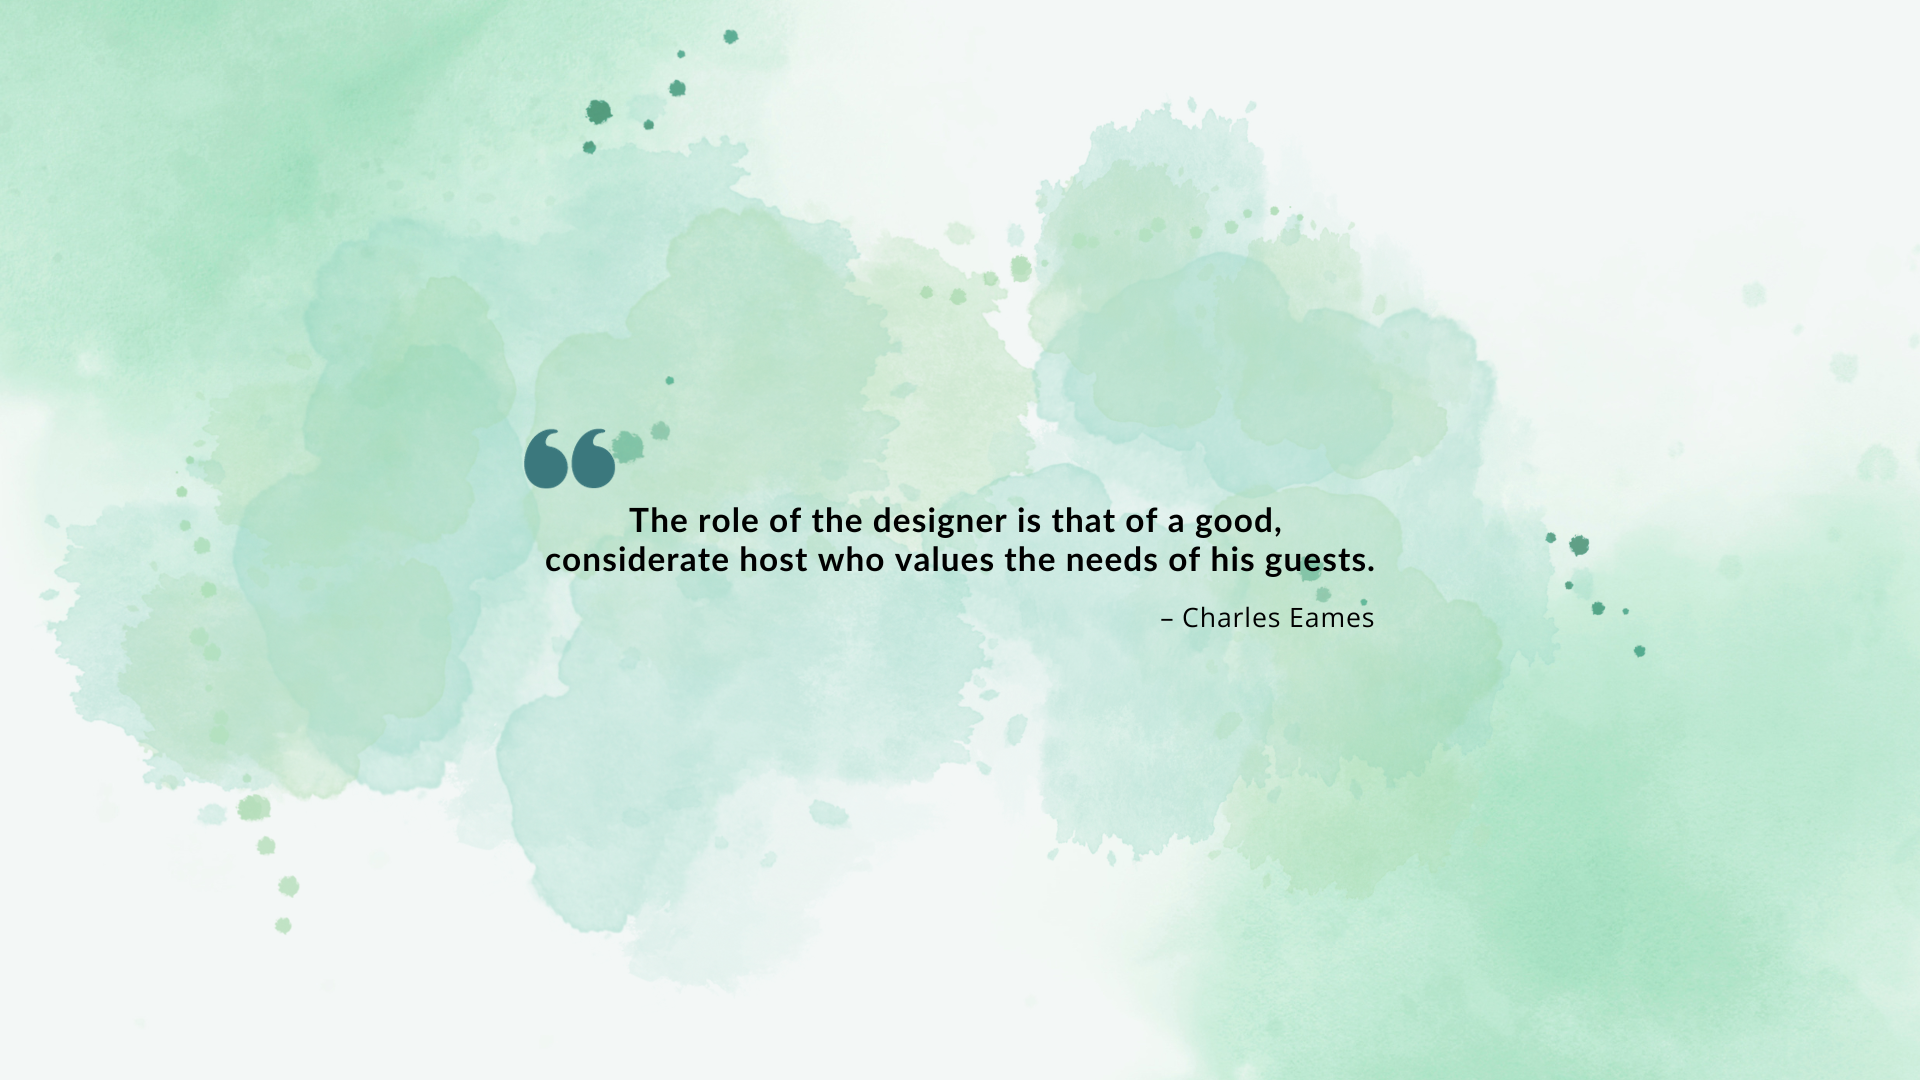 “
The role of the designer is that of a good,
considerate host who values the needs of his guests.
– Charles Eames